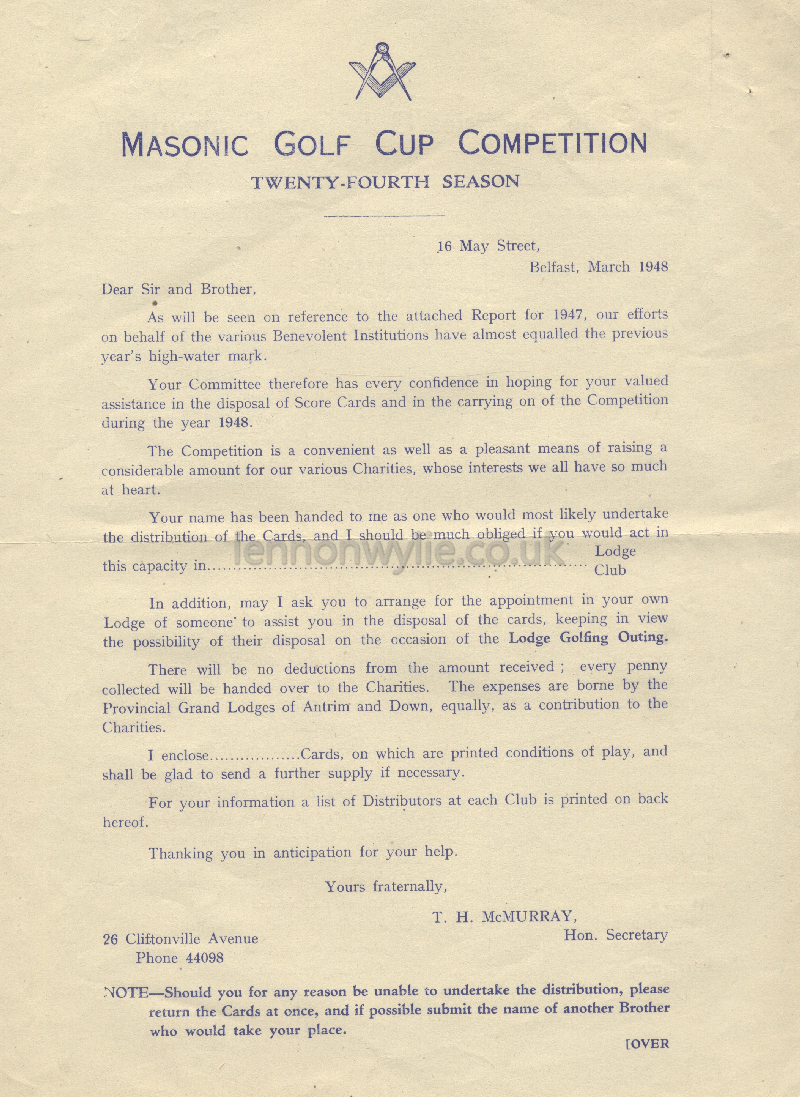 MASONIC GOLF CUP COMPETITION
TWENTY-FOURTH SEASON
16 May Street,
Belfast, March 1948
Dear Sir and Brother,
As will be seen on reference to the attached Report for 1947, our efforts
on behalf of the various Benevolent Institutions have almost equalled the previous
year's high-water mark.
Your Committee therefore has every confidence in hoping for your valued
assistance in the disposal of Score Cards and in the carrying on of the Competition
during the year 1948.
The Competition is a convenient as well as a pleasant means of raising a
considerable amount for our various Charities, whose interests we all have so much
at heart.
Your name has been handed to me as one who would most likely undertake
the distribution of the Cards, and I should be much obliged if you would act in
lennonwylie.co.uk
this capacity in.......................................................................... Lodge
Club
In addition, may I ask you to arrange for the appointment in your own
Lodge of someone to assist you in the disposal of the cards, keeping in view
the possibility of their disposal on the occasion of the Lodge Golfing Outing.
There will be no deductions from the amount received ; every penny
collected will be handed over to the Charities. The expenses are borne by the
Provincial Grand Lodges of Antrim and Down, equally, as a contribution to the
Charities.
I enclose..................Cards, on which are printed conditions of play, and
shall be glad to send a further supply if necessary.
For your information a list of Distributors at each Club is printed on back
hereof.
Thanking you in anticipation for your help.
Yours fraternally,
T. H. McMURRAY,
Hon. Secretary
26 Cliftonville Avenue
Phone 44098
NOTE—Should you for any reason be unable to undertake the distribution, please
return the Cards at once, and if possible submit the name of another Brother
who would take your place.
[OVER